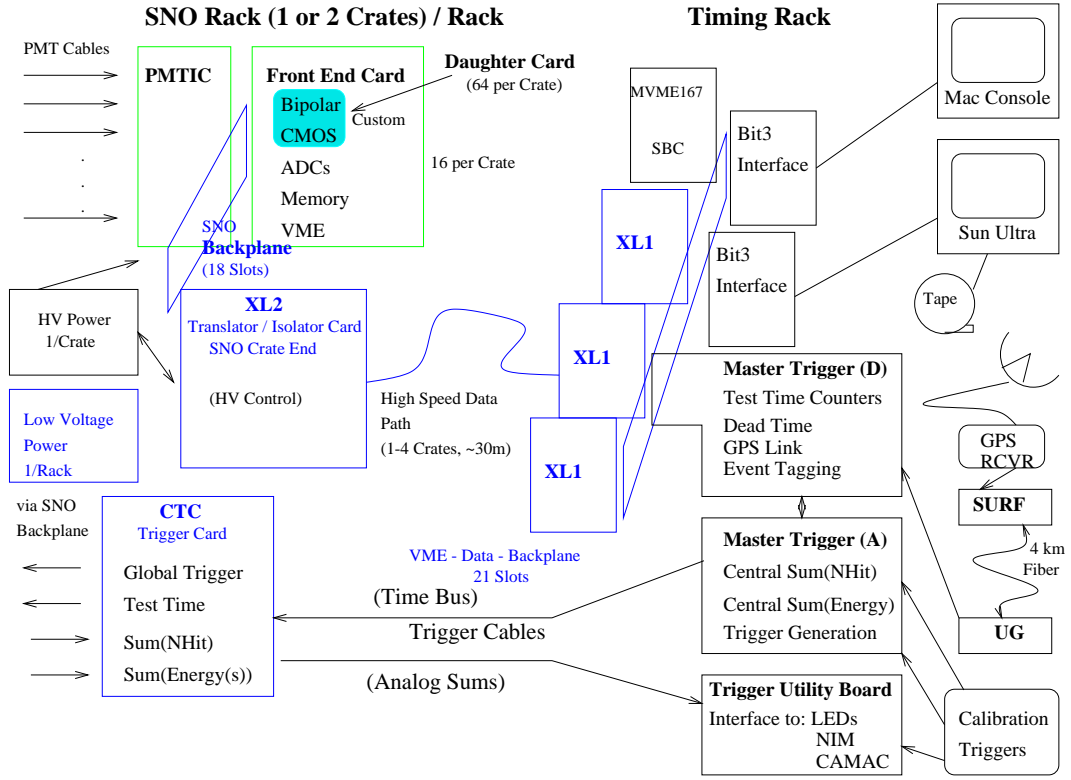 SNO Rack (1 or 2 Crates) / Rack
Timing Rack
PMT Cables
PMTIC
Front End Card
Bipolar
CMOS
Custom
ADCs
Memory
VME
Daughter Card
(64 per Crate)
16 per Crate
SNO
Backplane
(18 Slots)
MVME167
SBC
Bit3
Interface
Bit3
Interface
Mac Console
Sun Ultra
Tape
HV Power
1/Crate
XL2
Translator / Isolator Card
SNO Crate End
(HV Control)
Low Voltage
Power
1/Rack
High Speed Data
Path
(1-4 Crates, ~30m)
XL1
XL1
XL1
Master Trigger (D)
Test Time Counters
Dead Time
GPS Link
Event Tagging
GPS
RCVR
SURF
4 km
Fiber
UG
via SNO
Backplane
CTC
Trigger Card
Global Trigger
Test Time
Sum(NHit)
Sum(Energy(s))
VME - Data - Backplane
21 Slots
(Time Bus)
Trigger Cables
(Analog Sums)
Master Trigger (A)
Central Sum(NHit)
Central Sum(Energy)
Trigger Generation
Trigger Utility Board
Interface to: LEDs
NIM
CAMAC
Calibration
Triggers